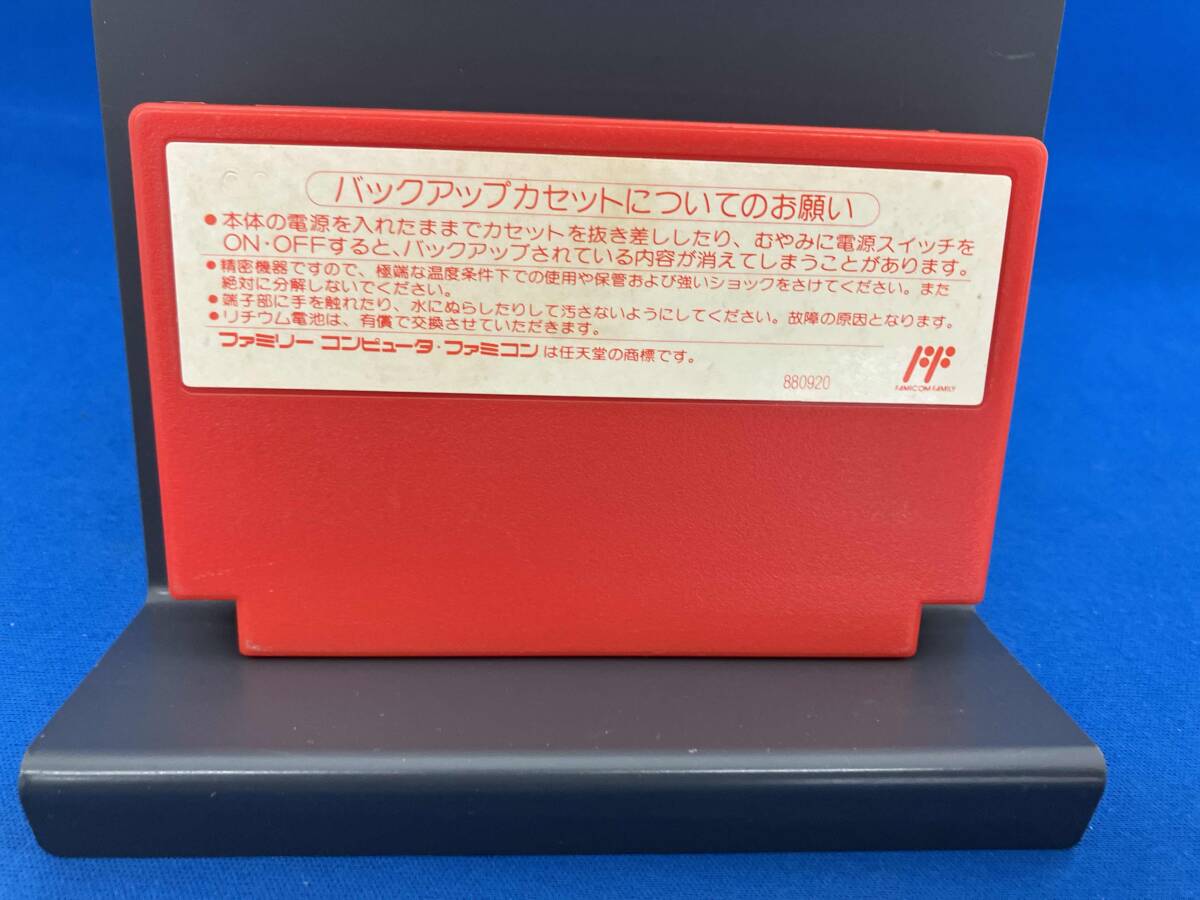 バックアップカセットについてのお願い
●本体の電源を入れたままでカセットを抜き差ししたり、むやみに電源スイッチを
ON・OFFすると、バックアップされている内容が消えてしまうことがあります。
●精密機器ですので、極端な温度条件下での使用や保管および強いショックをさけてください。また
絶対に分解しないでください。
●端子部に手を触れたり、水にぬらしたりして汚さないようにしてください。故障の原因となります。
●リチウム電池は、有償で交換させていただきます。
ファミリーコンピュータ・ファミコンは任天堂の商標です。
880920
FAMICOM FAMILY